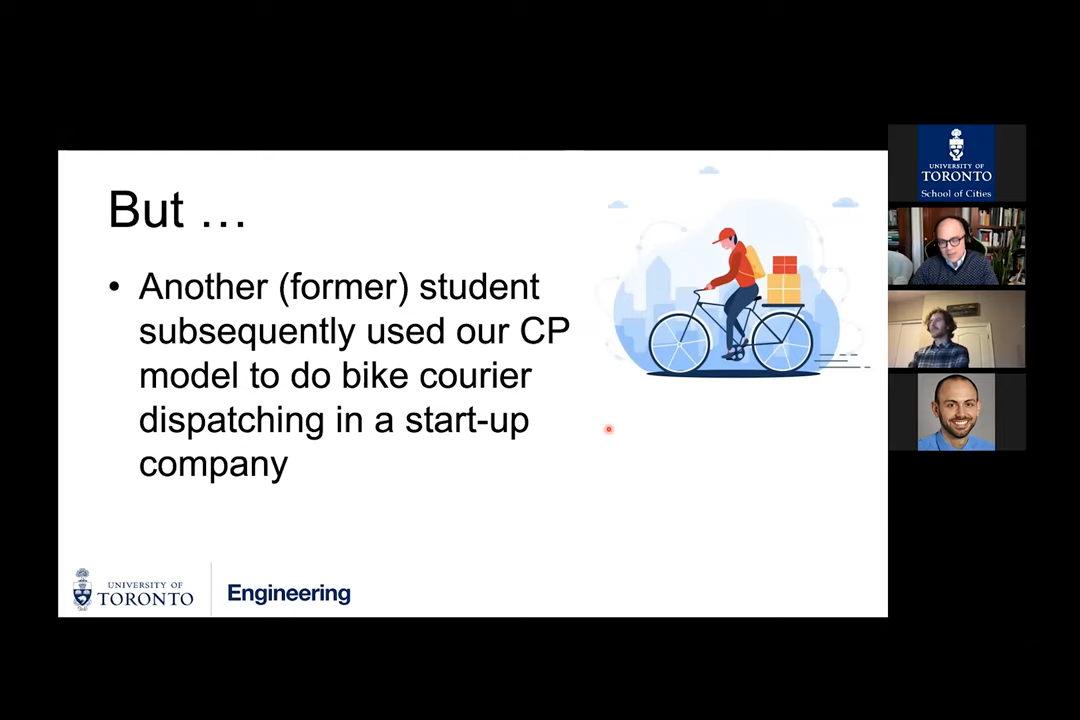 But …
• Another (former) student
subsequently used our CP
model to do bike courier
dispatching in a start-up
company
UNIVERSITY OF
TORONTO
Engineering
UNIVERSITY OF
TORONTO
School of Cities